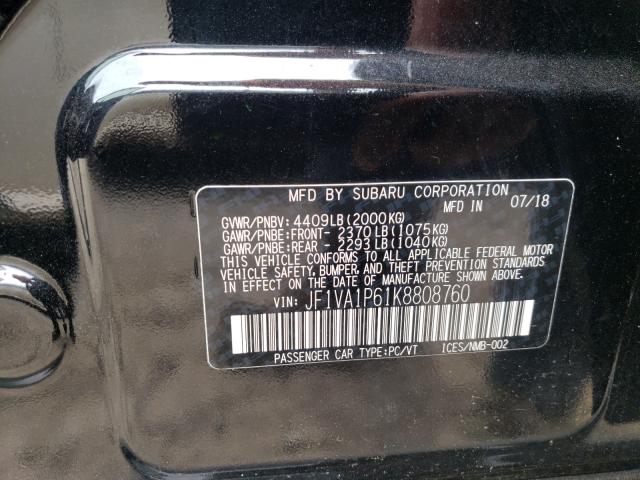 MFD BY SUBARU CORPORATION
GVWR/PNBV: 4409LB(2000KG) MFD IN 07/18
GAWR/PNBE:FRONT- 2370LB(1075KG)
GAWR/PNBE:REAR - 2293LB(1040KG)
THIS VEHICLE CONFORMS TO ALL APPLICABLE FEDERAL MOTOR
VEHICLE SAFETY, BUMPER, AND THEFT PREVENTION STANDARDS
IN EFFECT ON THE DATE OF MANUFACTURE SHOWN ABOVE.
VIN: JF1VA1P61K8808760
PASSENGER CAR TYPE:PC/VT ICES/NMB-002